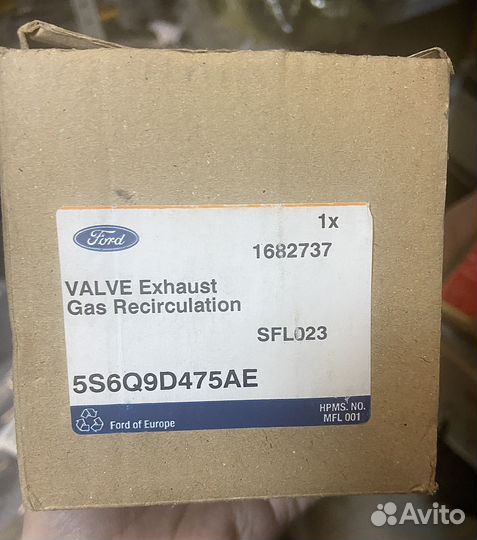 1x
Ford
1682737
VALVE Exhaust
Gas Recirculation
SFL023
5S6Q9D475AE
Ford of Europe
HPMS. NO.
MFL 001
Avito